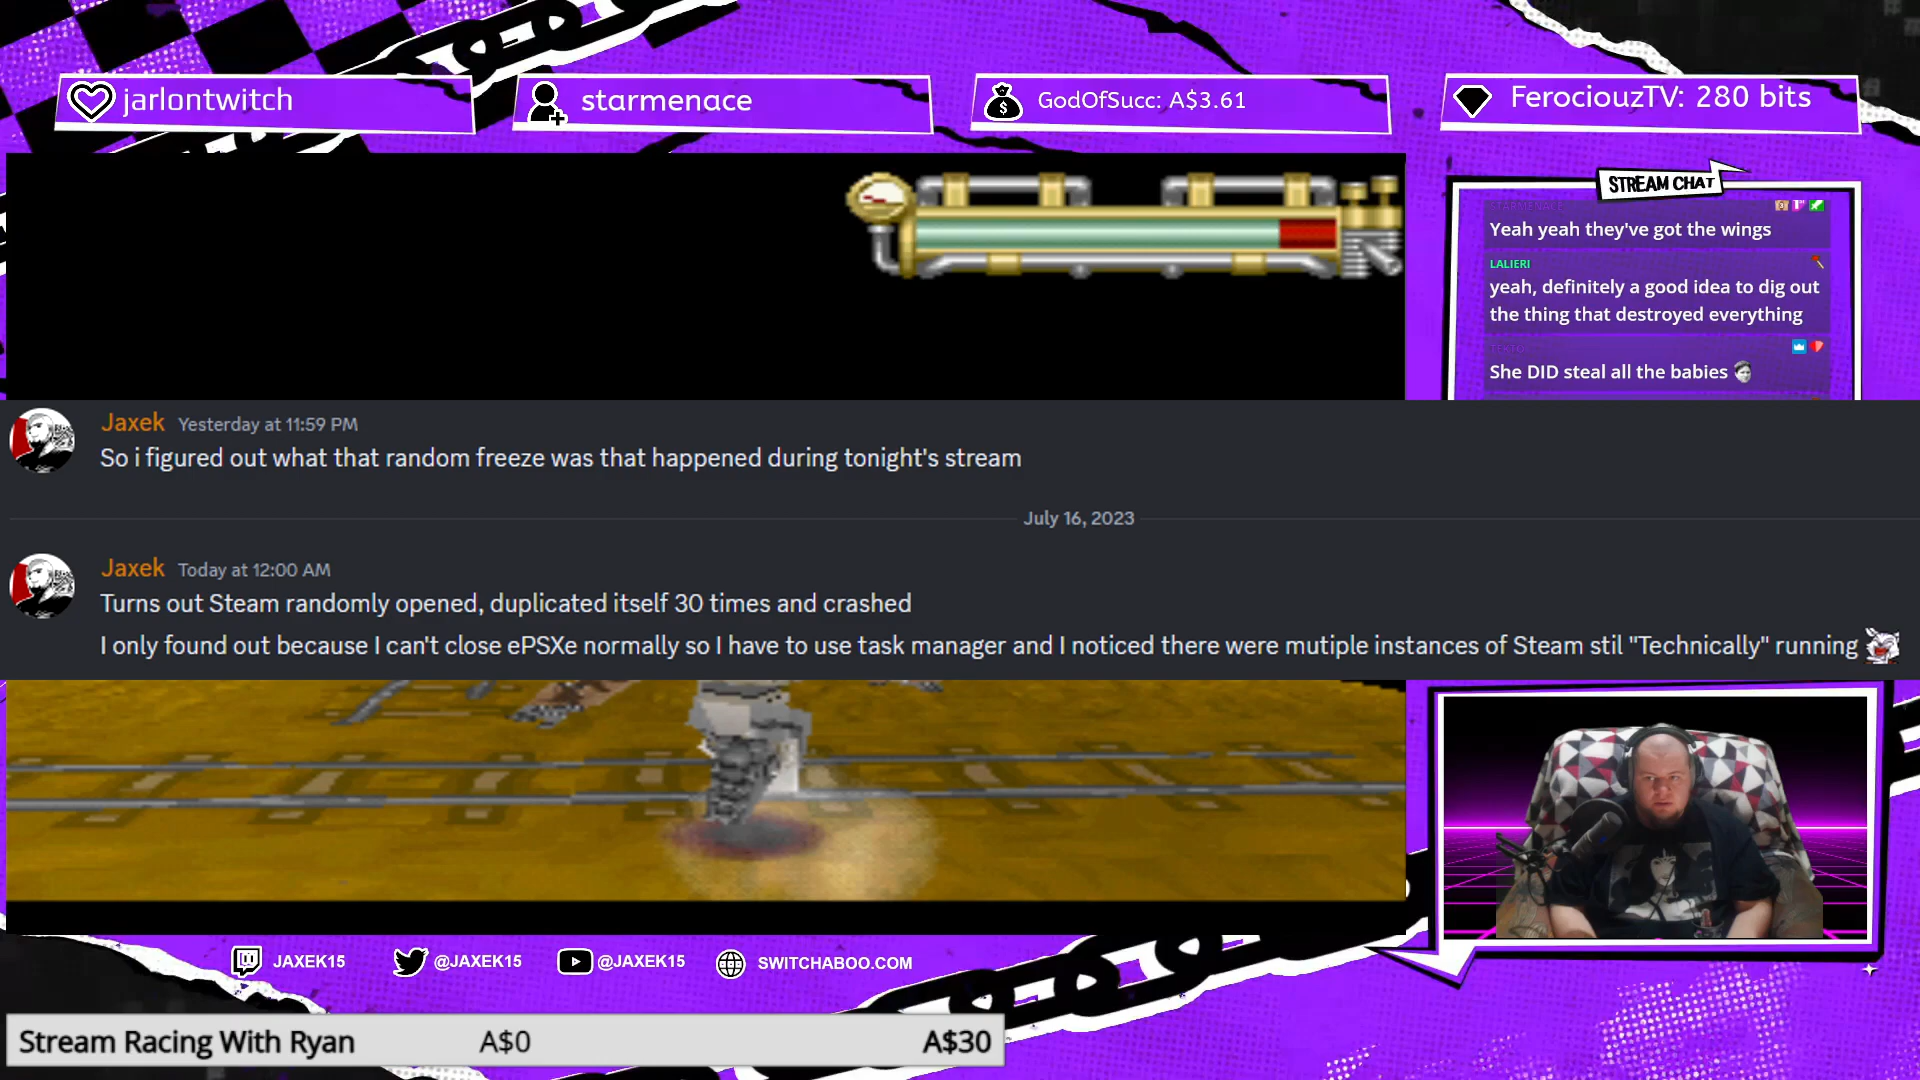 jarlontwitch
starmenace
GodOfSucc: A$3.61
FerociouzTV: 280 bits
STREAM CHAT
STARMENACE
Yeah yeah they've got the wings
LALIERI
yeah, definitely a good idea to dig out
the thing that destroyed everything
She DID steal all the babies
Jaxek Yesterday at 11:59 PM
So i figured out what that random freeze was that happened during tonight's stream
July 16, 2023
Jaxek Today at 12:00 AM
Turns out Steam randomly opened, duplicated itself 30 times and crashed
I only found out because I can't close ePSXe normally so I have to use task manager and I noticed there were mutiple instances of Steam stil "Technically" running
JAXEK15
@JAXEK15
@JAXEK15
SWITCHABOO.COM
Stream Racing With Ryan A$0 A$30